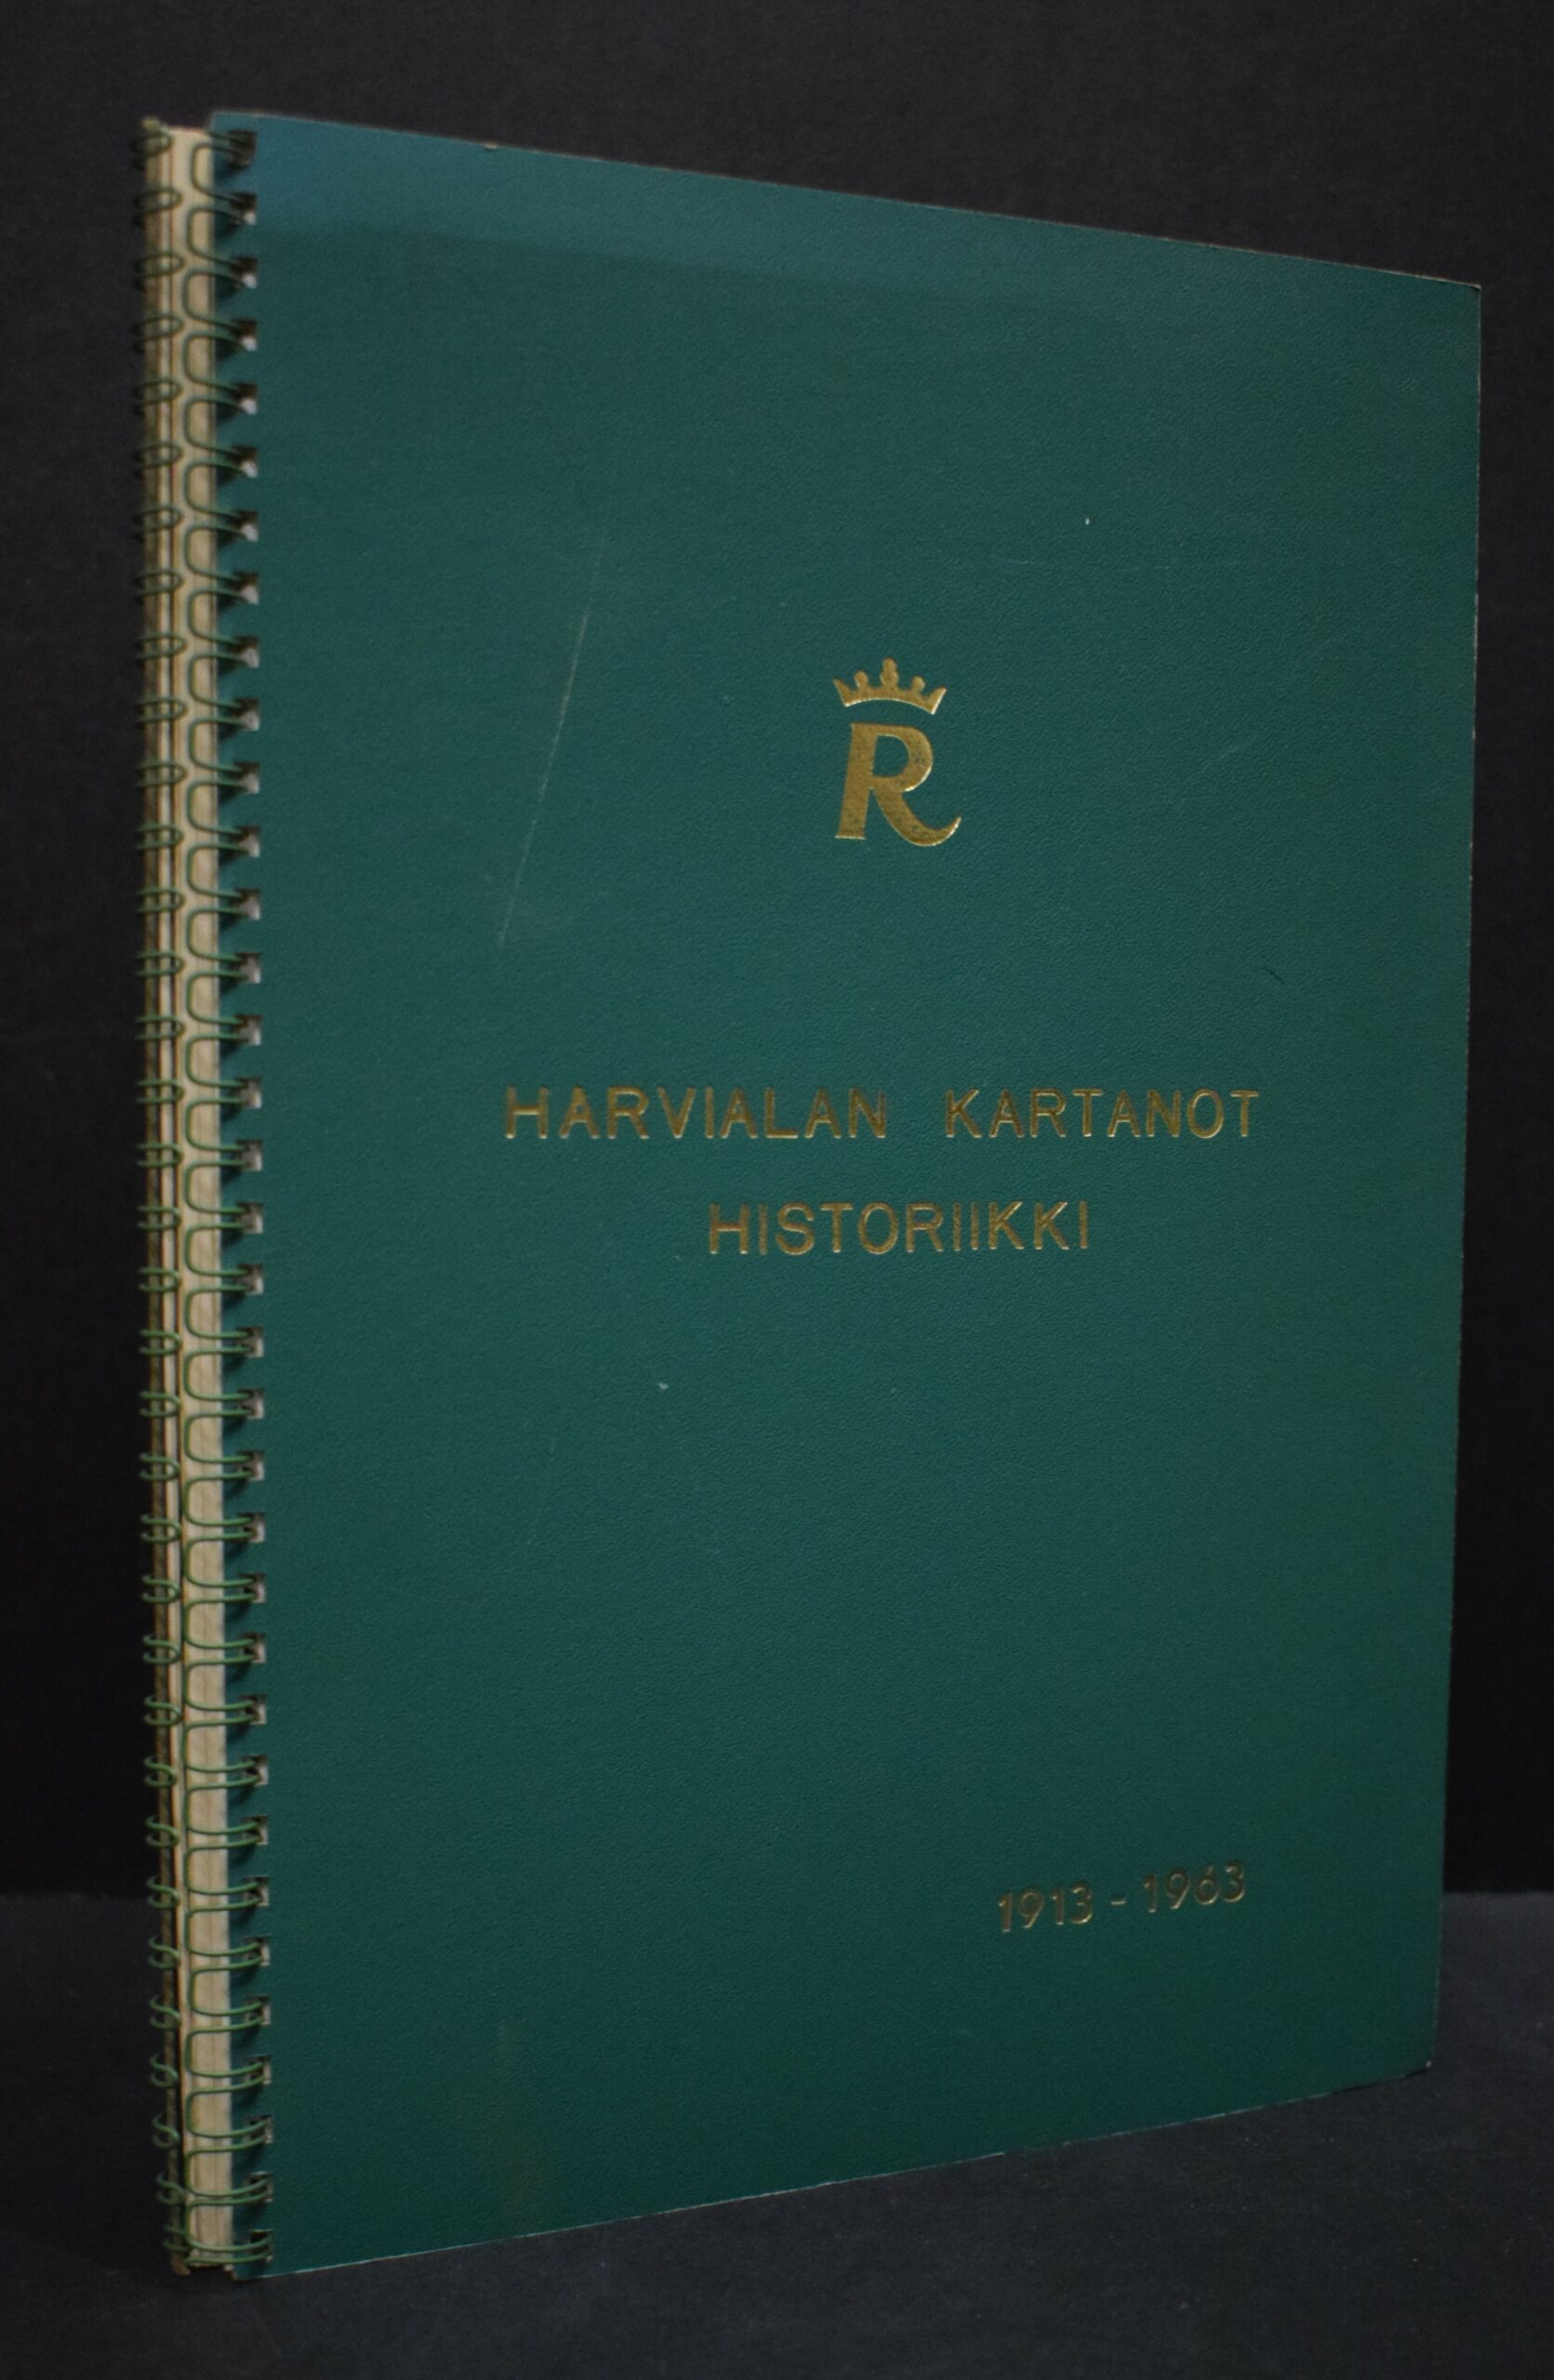 R
HARVIALAN KARTANOT
HISTORIIKKI
1913 - 1963